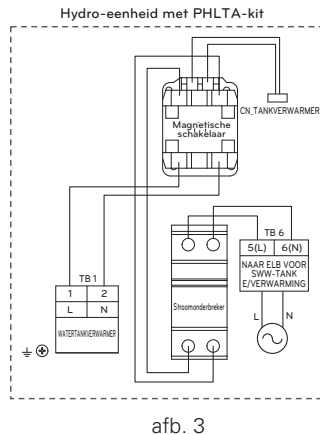 Hydro-eenheid met PHLTA-kit
CN_TANKVERWARMER
Magnetische
schakelaar
TB 6
5(L) 6(N)
NAAR ELB VOOR
SWW-TANK
E/VERWARMING
L N
TB 1
1 2
L N
WATERTANKVERWARMER
Stroomonderbreker
afb. 3